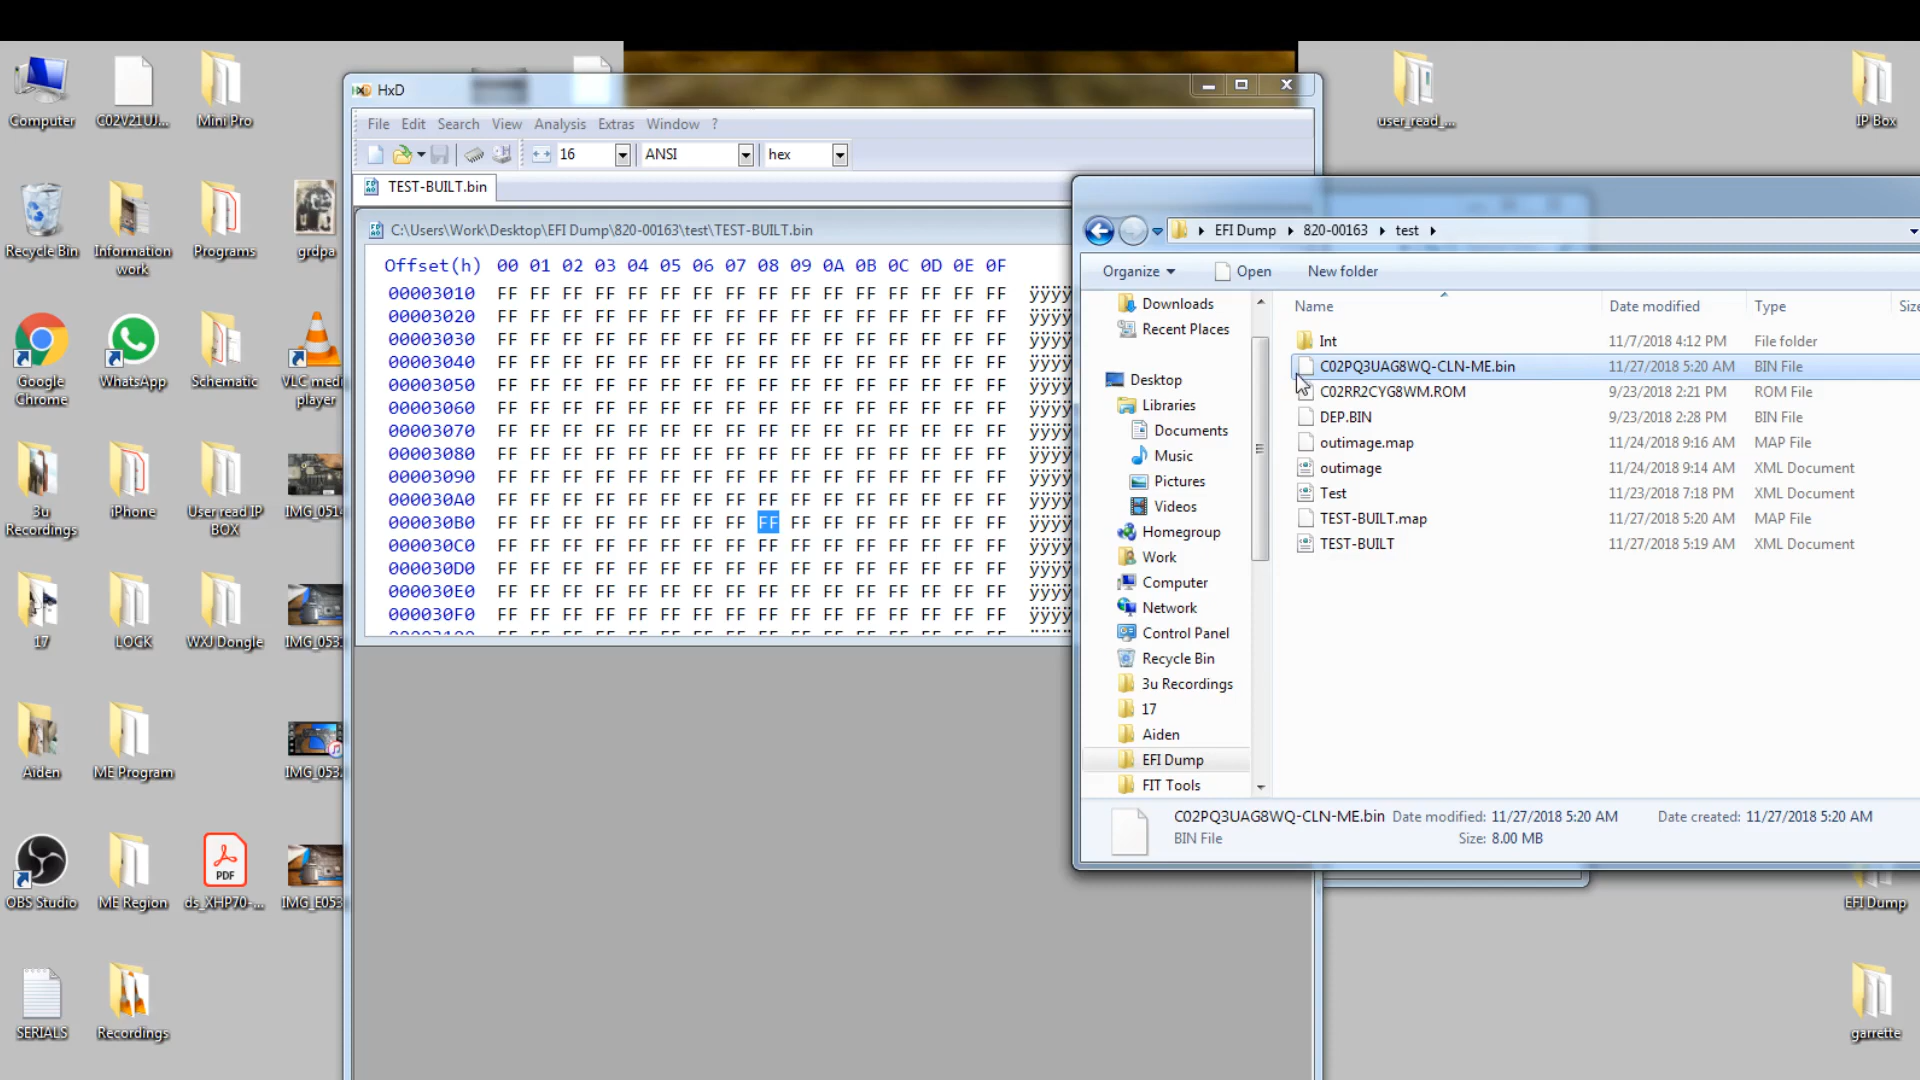 Computer
C02V21UJ...
Mini Pro
Recycle Bin
Information work
grdpa
Programs
Google Chrome
WhatsApp
Schematic
VLC medi player
3u Recordings
iPhone
User read IP BOX
17
LOCK
WXJ Dongle
Aiden
ME Program
OBS Studio
ME Region
ds_XHP70-...
PDF
IMG_E053
SERIALS
Recordings
user_read_...
IP Box
EFI Dump
garrette
HxD
File Edit Search View Analysis Extras Window ?
16 ANSI hex
TEST-BUILT.bin
C:\Users\Work\Desktop\EFI Dump\820-00163\test\TEST-BUILT.bin
Offset(h) 00 01 02 03 04 05 06 07 08 09 0A 0B 0C 0D 0E 0F
00003010 FF FF FF FF FF FF FF FF FF FF FF FF FF FF FF FF ÿÿÿÿ
00003020 FF FF FF FF FF FF FF FF FF FF FF FF FF FF FF FF ÿÿÿÿ
00003030 FF FF FF FF FF FF FF FF FF FF FF FF FF FF FF FF ÿÿÿÿ
00003040 FF FF FF FF FF FF FF FF FF FF FF FF FF FF FF FF ÿÿÿÿ
00003050 FF FF FF FF FF FF FF FF FF FF FF FF FF FF FF FF ÿÿÿÿ
00003060 FF FF FF FF FF FF FF FF FF FF FF FF FF FF FF FF ÿÿÿÿ
00003070 FF FF FF FF FF FF FF FF FF FF FF FF FF FF FF FF ÿÿÿÿ
00003080 FF FF FF FF FF FF FF FF FF FF FF FF FF FF FF FF ÿÿÿÿ
00003090 FF FF FF FF FF FF FF FF FF FF FF FF FF FF FF FF ÿÿÿÿ
000030A0 FF FF FF FF FF FF FF FF FF FF FF FF FF FF FF FF ÿÿÿÿ
000030B0 FF FF FF FF FF FF FF FF FF FF FF FF FF FF FF FF ÿÿÿÿ
000030C0 FF FF FF FF FF FF FF FF FF FF FF FF FF FF FF FF ÿÿÿÿ
000030D0 FF FF FF FF FF FF FF FF FF FF FF FF FF FF FF FF ÿÿÿÿ
000030E0 FF FF FF FF FF FF FF FF FF FF FF FF FF FF FF FF ÿÿÿÿ
000030F0 FF FF FF FF FF FF FF FF FF FF FF FF FF FF FF FF ÿÿÿÿ
EFI Dump 820-00163 test
Organize Open New folder
Downloads
Recent Places
Desktop
Libraries
Documents
Music
Pictures
Videos
Homegroup
Work
Computer
Network
Control Panel
Recycle Bin
3u Recordings
17
Aiden
EFI Dump
FIT Tools
Name Date modified Type
Int 11/7/2018 4:12 PM File folder
C02PQ3UAG8WQ-CLN-ME.bin 11/27/2018 5:20 AM BIN File
C02RR2CYG8WM.ROM 9/23/2018 2:21 PM ROM File
DEP.BIN 9/23/2018 2:28 PM BIN File
outimage.map 11/24/2018 9:16 AM MAP File
outimage 11/24/2018 9:14 AM XML Document
Test 11/23/2018 7:18 PM XML Document
TEST-BUILT.map 11/27/2018 5:20 AM MAP File
TEST-BUILT 11/27/2018 5:19 AM XML Document
C02PQ3UAG8WQ-CLN-ME.bin Date modified: 11/27/2018 5:20 AM Date created: 11/27/2018 5:20 AM
BIN File Size: 8.00 MB